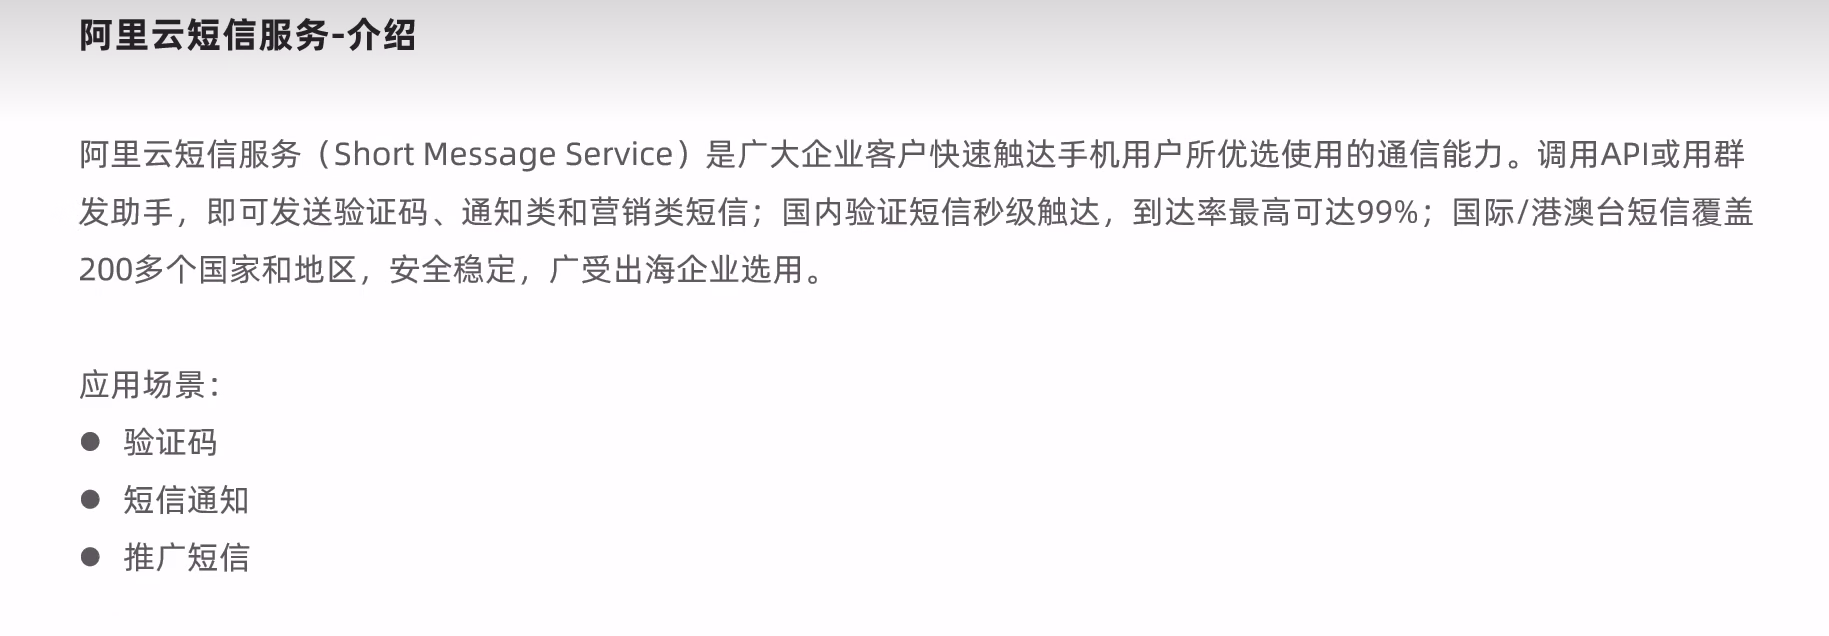 阿里云短信服务-介绍
阿里云短信服务（Short Message Service）是广大企业客户快速触达手机用户所优选使用的通信能力。调用API或用群
发助手，即可发送验证码、通知类和营销类短信；国内验证短信秒级触达，到达率最高可达99%；国际/港澳台短信覆盖
200多个国家和地区，安全稳定，广受出海企业选用。
应用场景：
● 验证码
● 短信通知
● 推广短信